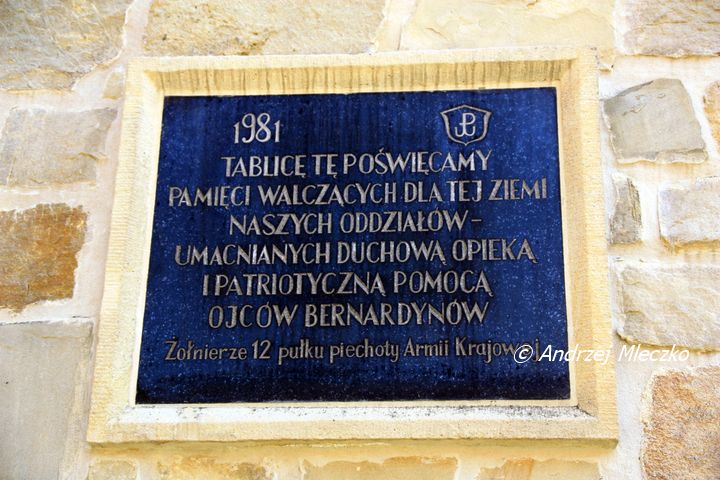 1981
TABLICĘ TĘ POŚWIĘCAMY
PAMIĘCI WALCZĄCYCH DLA TEJ ZIEMI
NASZYCH ODDZIAŁÓW-
UMACNIANYCH DUCHOWĄ OPIEKĄ
I PATRIOTYCZNĄ POMOCĄ
OJCÓW BERNARDYNÓW
Żołnierze 12 pułku piechoty Armii Krajowej
© Andrzej Mleczko